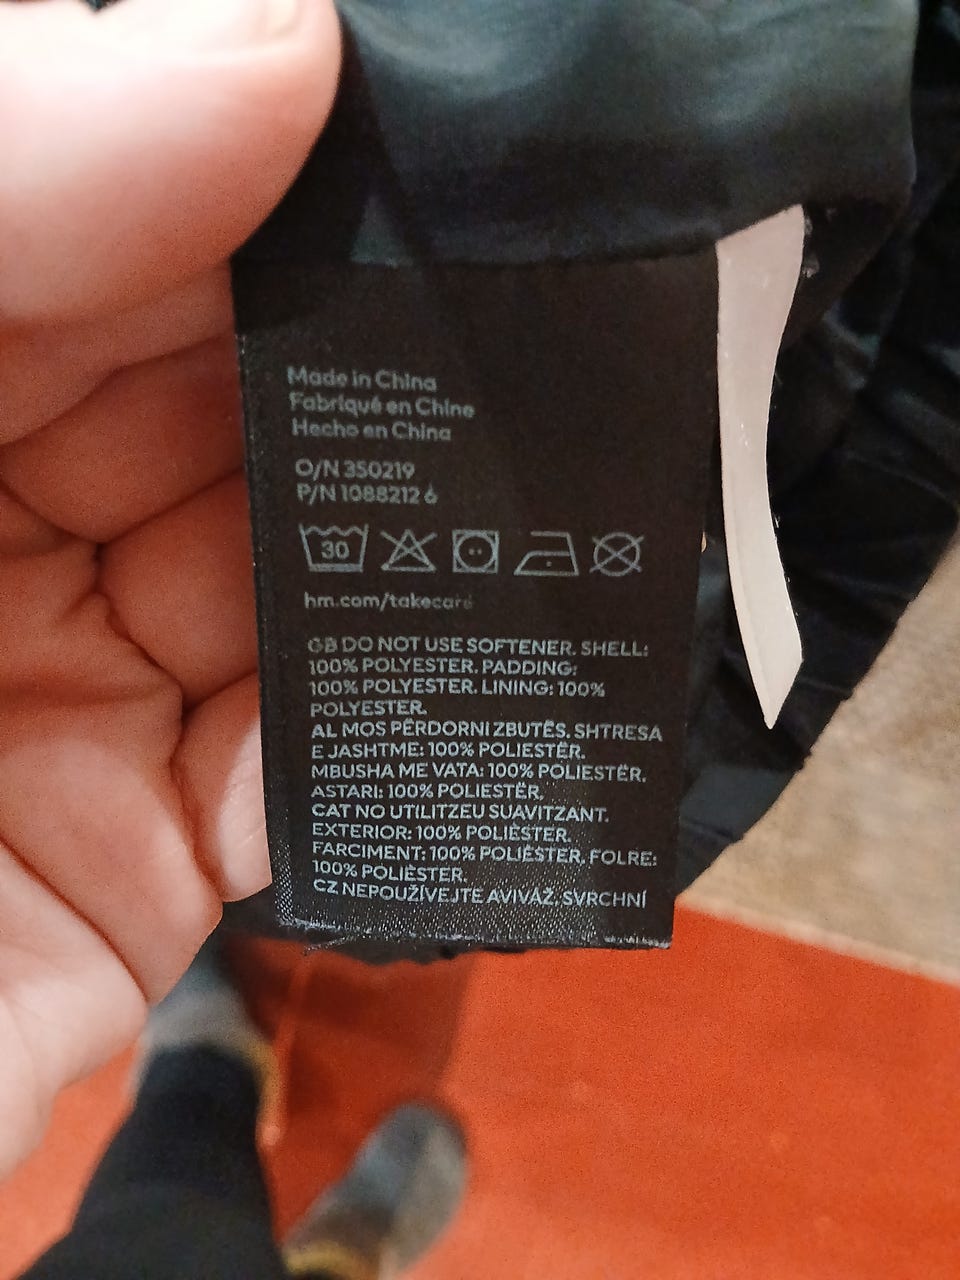 Made in China
Fabriqué en Chine
Hecho en China
O/N 350219
P/N 1088212 6
30
hm.com/takecare
GB DO NOT USE SOFTENER. SHELL:
100% POLYESTER. PADDING:
100% POLYESTER. LINING: 100%
POLYESTER.
AL MOS PËRDORNI ZBUTËS. SHTRESA
E JASHTME: 100% POLIESTËR.
MBUSHA ME VATA: 100% POLIESTËR.
ASTARI: 100% POLIESTËR.
CAT NO UTILITZEU SUAVITZANT.
EXTERIOR: 100% POLIÈSTER.
FARCIMENT: 100% POLIÈSTER. FOLRE:
100% POLIÈSTER.
CZ NEPOUŽÍVEJTE AVIVÁŽ. SVRCHNÍ